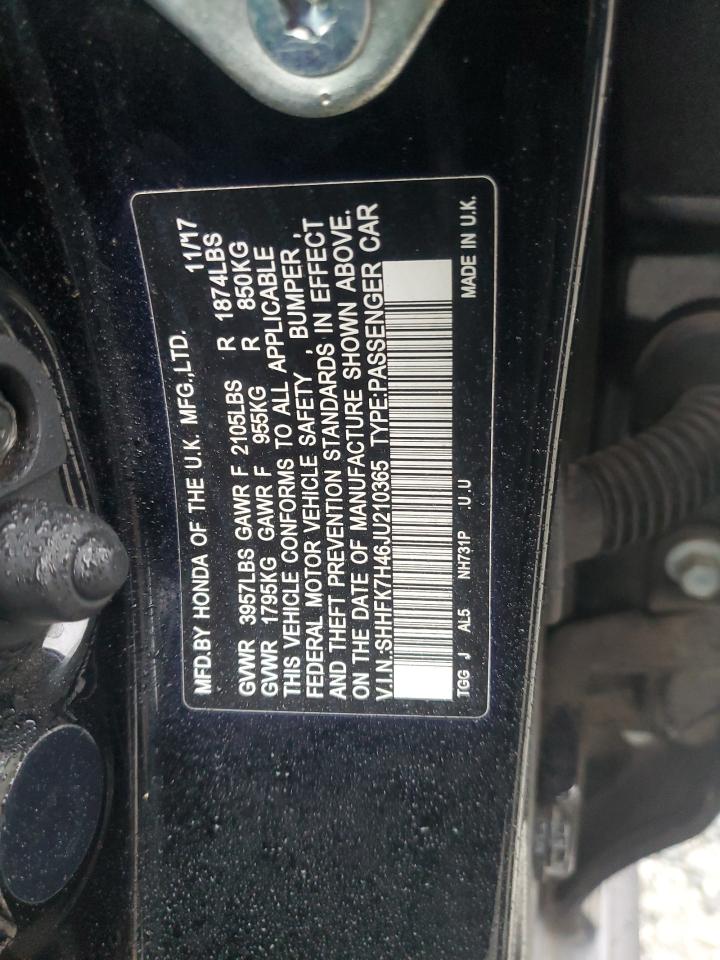 MFD.BY HONDA OF THE U.K. MFG.,LTD. 11/17
GVWR 3957LBS GAWR F 2105LBS R 1874LBS
GVWR 1795KG GAWR F 955KG R 850KG
THIS VEHICLE CONFORMS TO ALL APPLICABLE
FEDERAL MOTOR VEHICLE SAFETY , BUMPER ,
AND THEFT PREVENTION STANDARDS IN EFFECT
ON THE DATE OF MANUFACTURE SHOWN ABOVE.
V.I.N.:SHHFK7H46JU210365 TYPE:PASSENGER CAR
TGG J AL5 NH731P .U.U MADE IN U.K.